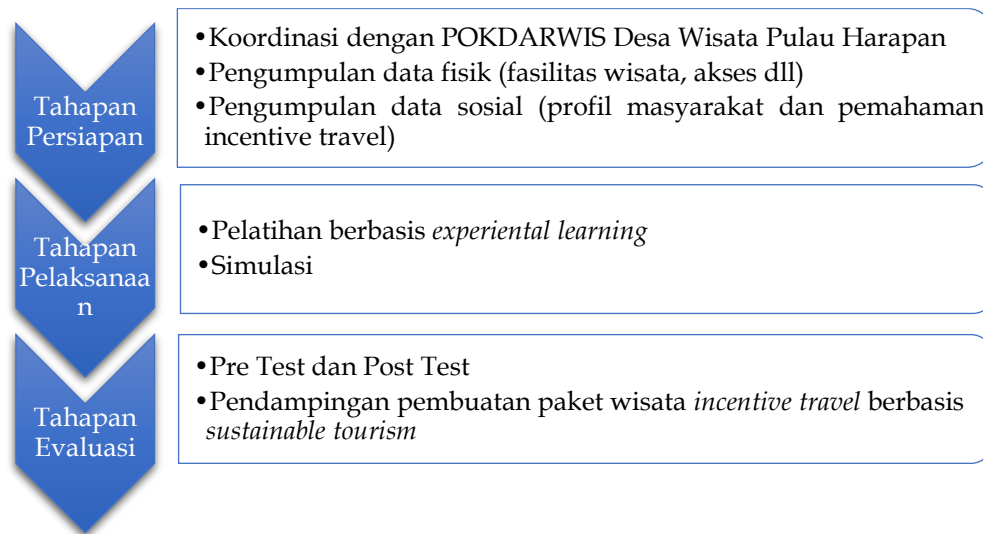 Tahapan
Persiapan
•Koordinasi dengan POKDARWIS Desa Wisata Pulau Harapan
•Pengumpulan data fisik (fasilitas wisata, akses dll)
•Pengumpulan data sosial (profil masyarakat dan pemahaman
incentive travel)
Tahapan
Pelaksanaa
n
•Pelatihan berbasis experiental learning
•Simulasi
Tahapan
Evaluasi
•Pre Test dan Post Test
•Pendampingan pembuatan paket wisata incentive travel berbasis
sustainable tourism